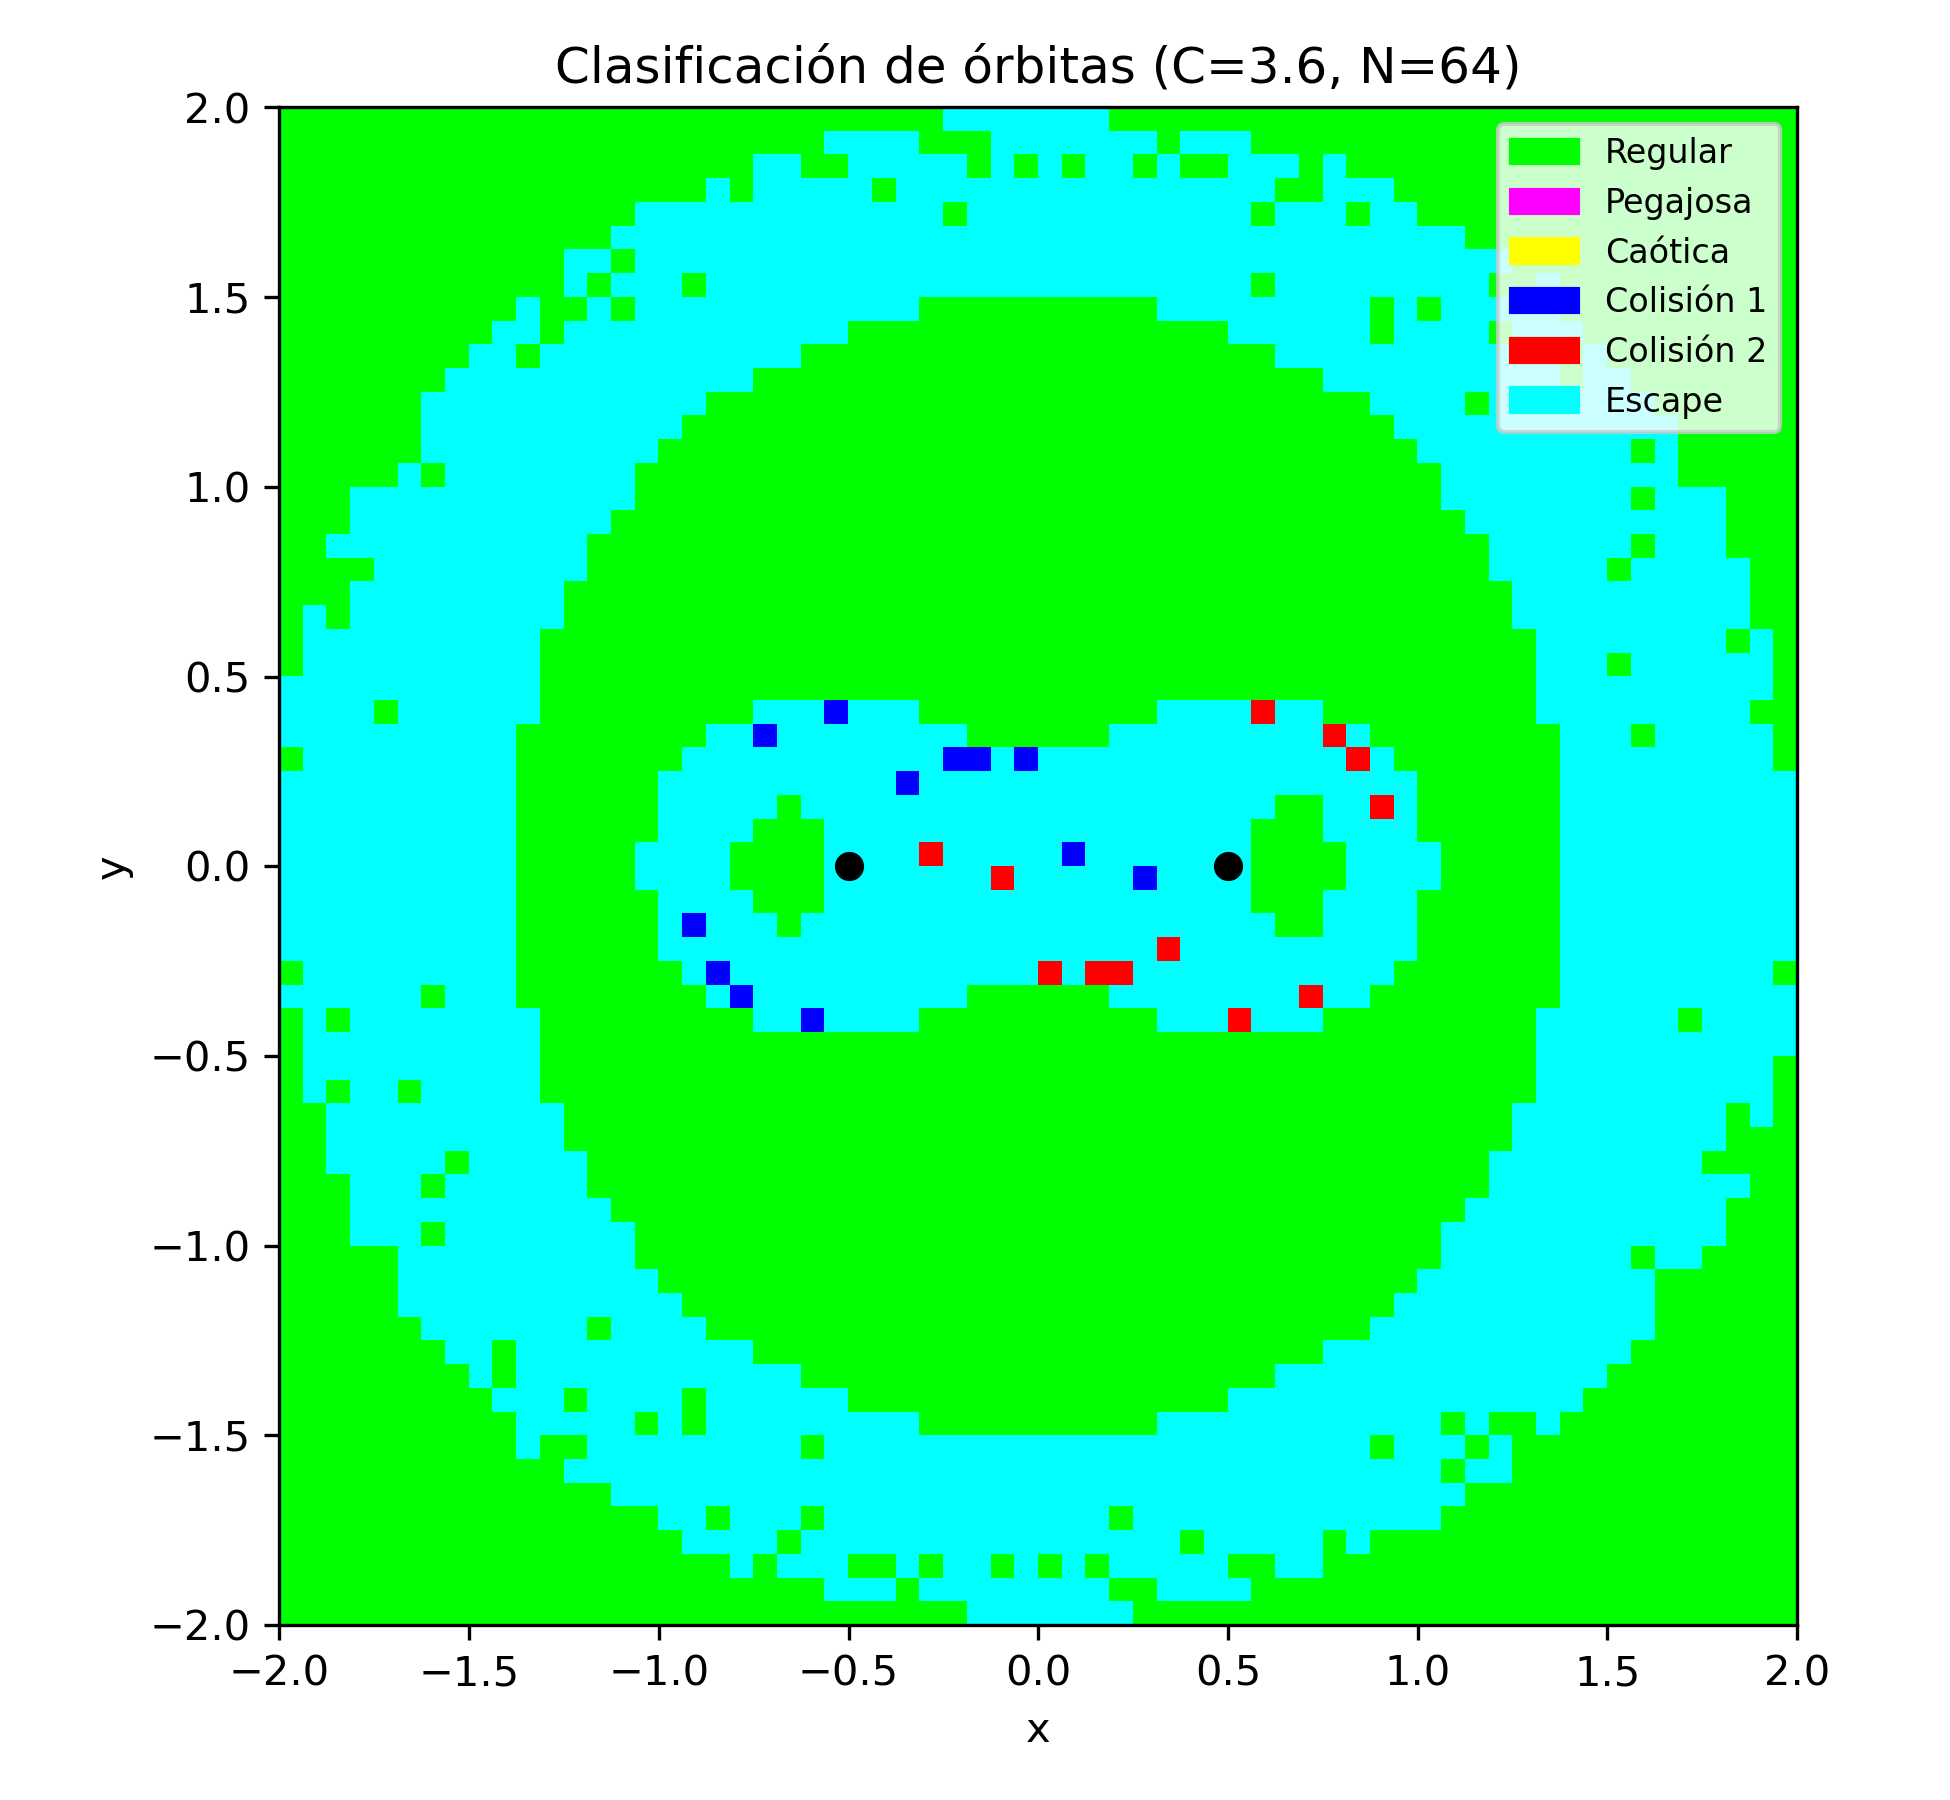 Clasificación de órbitas (C=3.6, N=64)
2.0
1.5
1.0
0.5
0.0
−0.5
−1.0
−1.5
−2.0
y
Regular
Pegajosa
Caótica
Colisión 1
Colisión 2
Escape
−2.0 −1.5 −1.0 −0.5 0.0 0.5 1.0 1.5 2.0
x